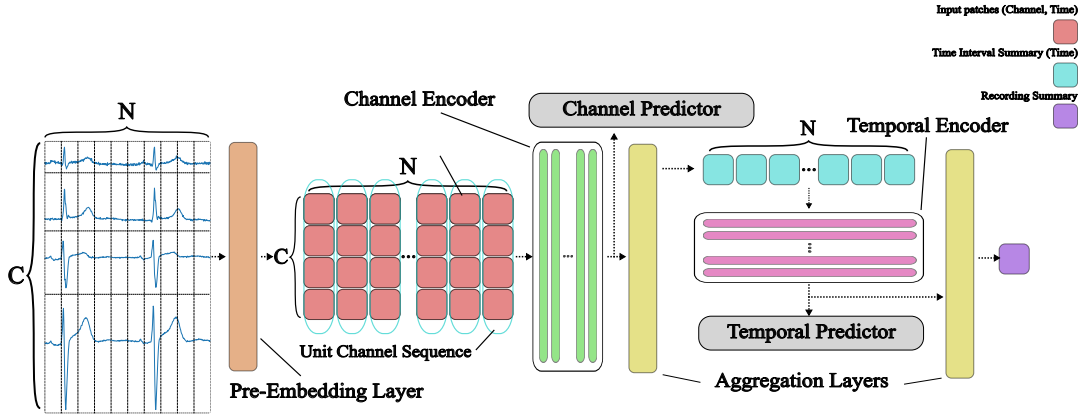 Input patches (Channel, Time)
Time Interval Summary (Time)
Recording Summary
N
Channel Encoder
Channel Predictor
Temporal Encoder
N
N
C
C
Unit Channel Sequence
Temporal Predictor
Pre-Embedding Layer
Aggregation Layers